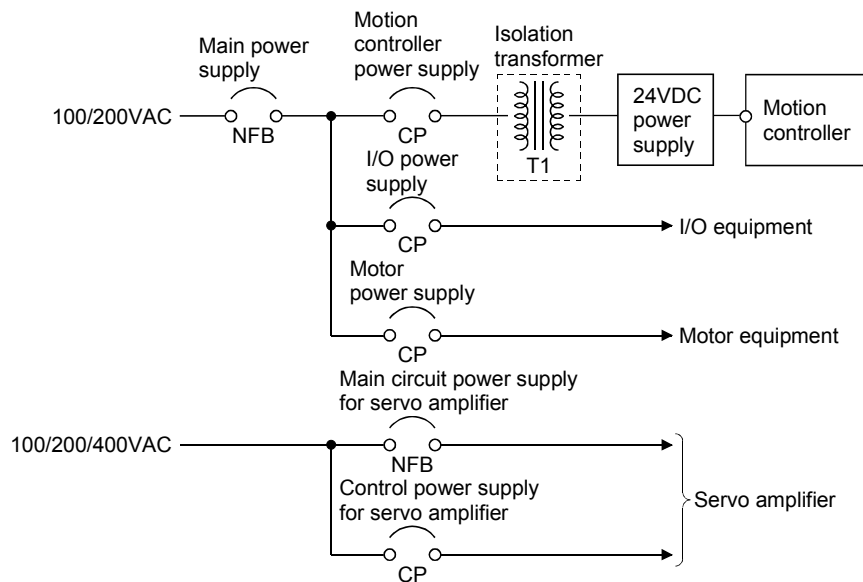 Main power
supply
Motion
controller
power supply
Isolation
transformer
100/200VAC
NFB
CP
T1
24VDC
power
supply
Motion
controller
I/O power
supply
CP
I/O equipment
Motor
power supply
CP
Motor equipment
Main circuit power supply
for servo amplifier
100/200/400VAC
NFB
Control power supply
for servo amplifier
CP
Servo amplifier